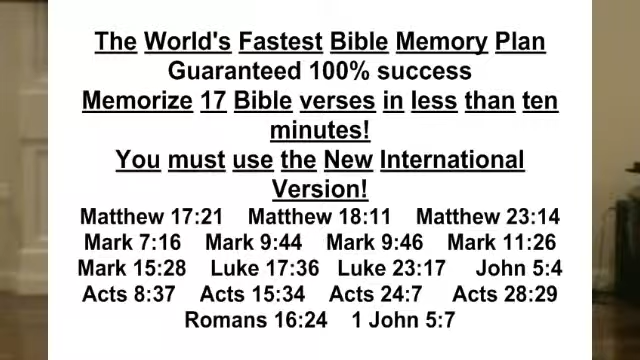 The World's Fastest Bible Memory Plan
Guaranteed 100% success
Memorize 17 Bible verses in less than ten
minutes!
You must use the New International
Version!
Matthew 17:21 Matthew 18:11 Matthew 23:14
Mark 7:16 Mark 9:44 Mark 9:46 Mark 11:26
Mark 15:28 Luke 17:36 Luke 23:17 John 5:4
Acts 8:37 Acts 15:34 Acts 24:7 Acts 28:29
Romans 16:24 1 John 5:7